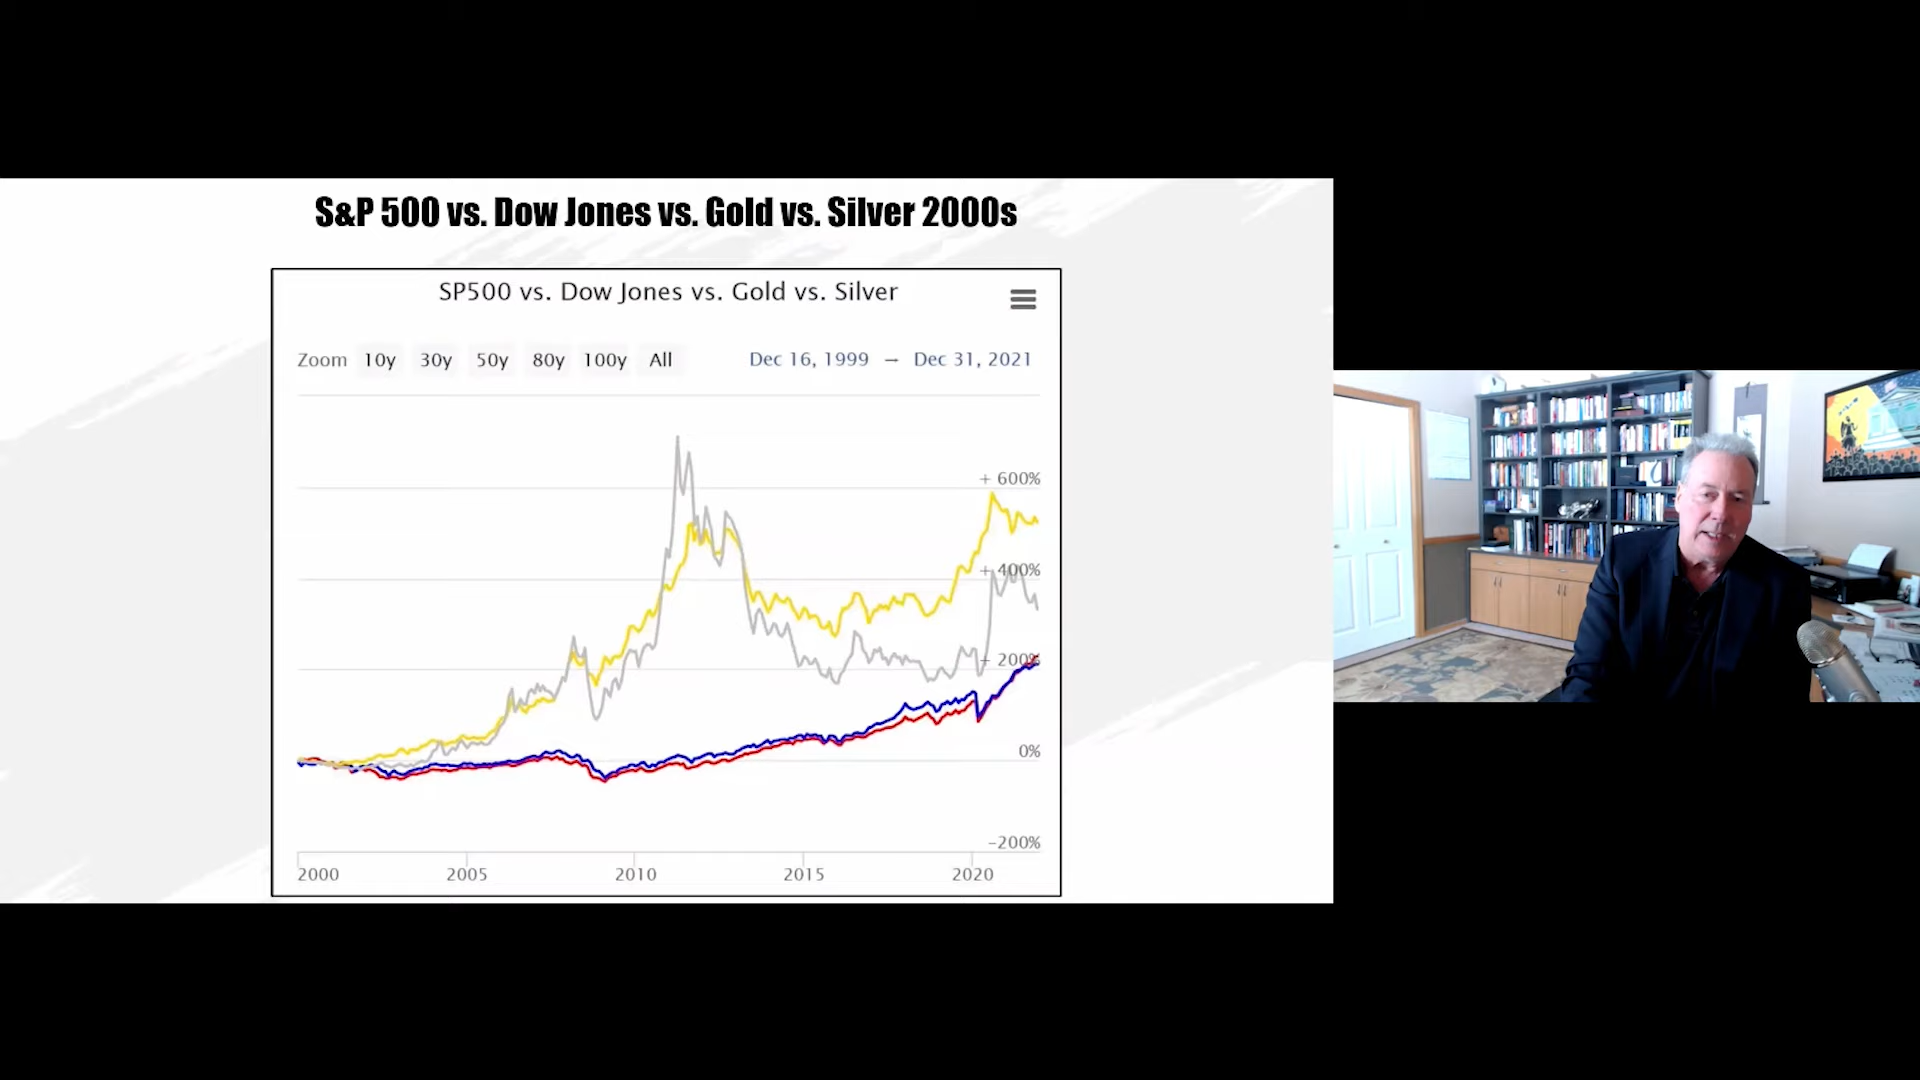 S&P 500 vs. Dow Jones vs. Gold vs. Silver 2000s
SP500 vs. Dow Jones vs. Gold vs. Silver
Zoom 10y 30y 50y 80y 100y All Dec 16, 1999 → Dec 31, 2021
+ 600%
+ 400%
+ 200%
0%
-200%
2000 2005 2010 2015 2020